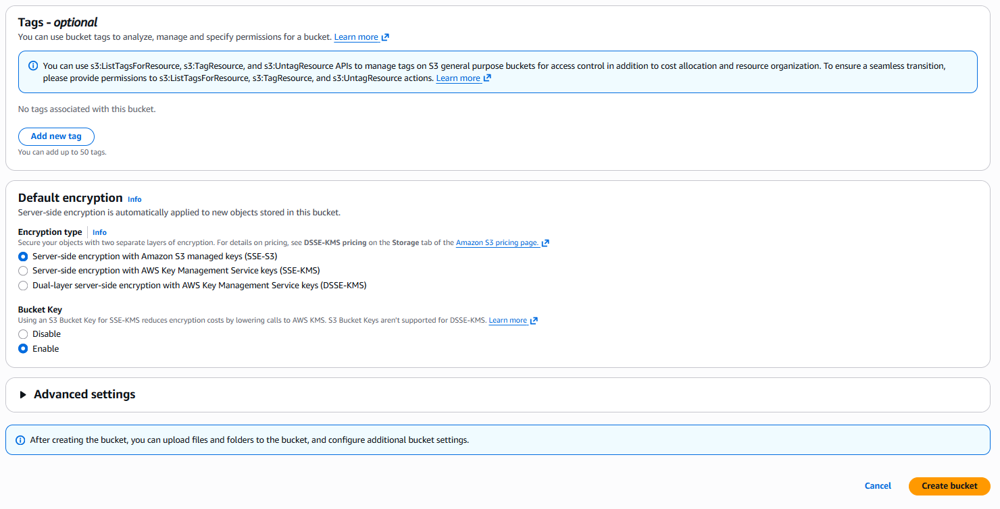 Tags - optional
You can use bucket tags to analyze, manage and specify permissions for a bucket. Learn more
You can use s3:ListTagsForResource, s3:TagResource, and s3:UntagResource APIs to manage tags on S3 general purpose buckets for access control in addition to cost allocation and resource organization. To ensure a seamless transition,
please provide permissions to s3:ListTagsForResource, s3:TagResource, and s3:UntagResource actions. Learn more
No tags associated with this bucket.
Add new tag
You can add up to 50 tags.
Default encryption Info
Server-side encryption is automatically applied to new objects stored in this bucket.
Encryption type Info
Secure your objects with two separate layers of encryption. For details on pricing, see DSSE-KMS pricing on the Storage tab of the Amazon S3 pricing page.
Server-side encryption with Amazon S3 managed keys (SSE-S3)
Server-side encryption with AWS Key Management Service keys (SSE-KMS)
Dual-layer server-side encryption with AWS Key Management Service keys (DSSE-KMS)
Bucket Key
Using an S3 Bucket Key for SSE-KMS reduces encryption costs by lowering calls to AWS KMS. S3 Bucket Keys aren't supported for DSSE-KMS. Learn more
Disable
Enable
Advanced settings
After creating the bucket, you can upload files and folders to the bucket, and configure additional bucket settings.
Cancel Create bucket